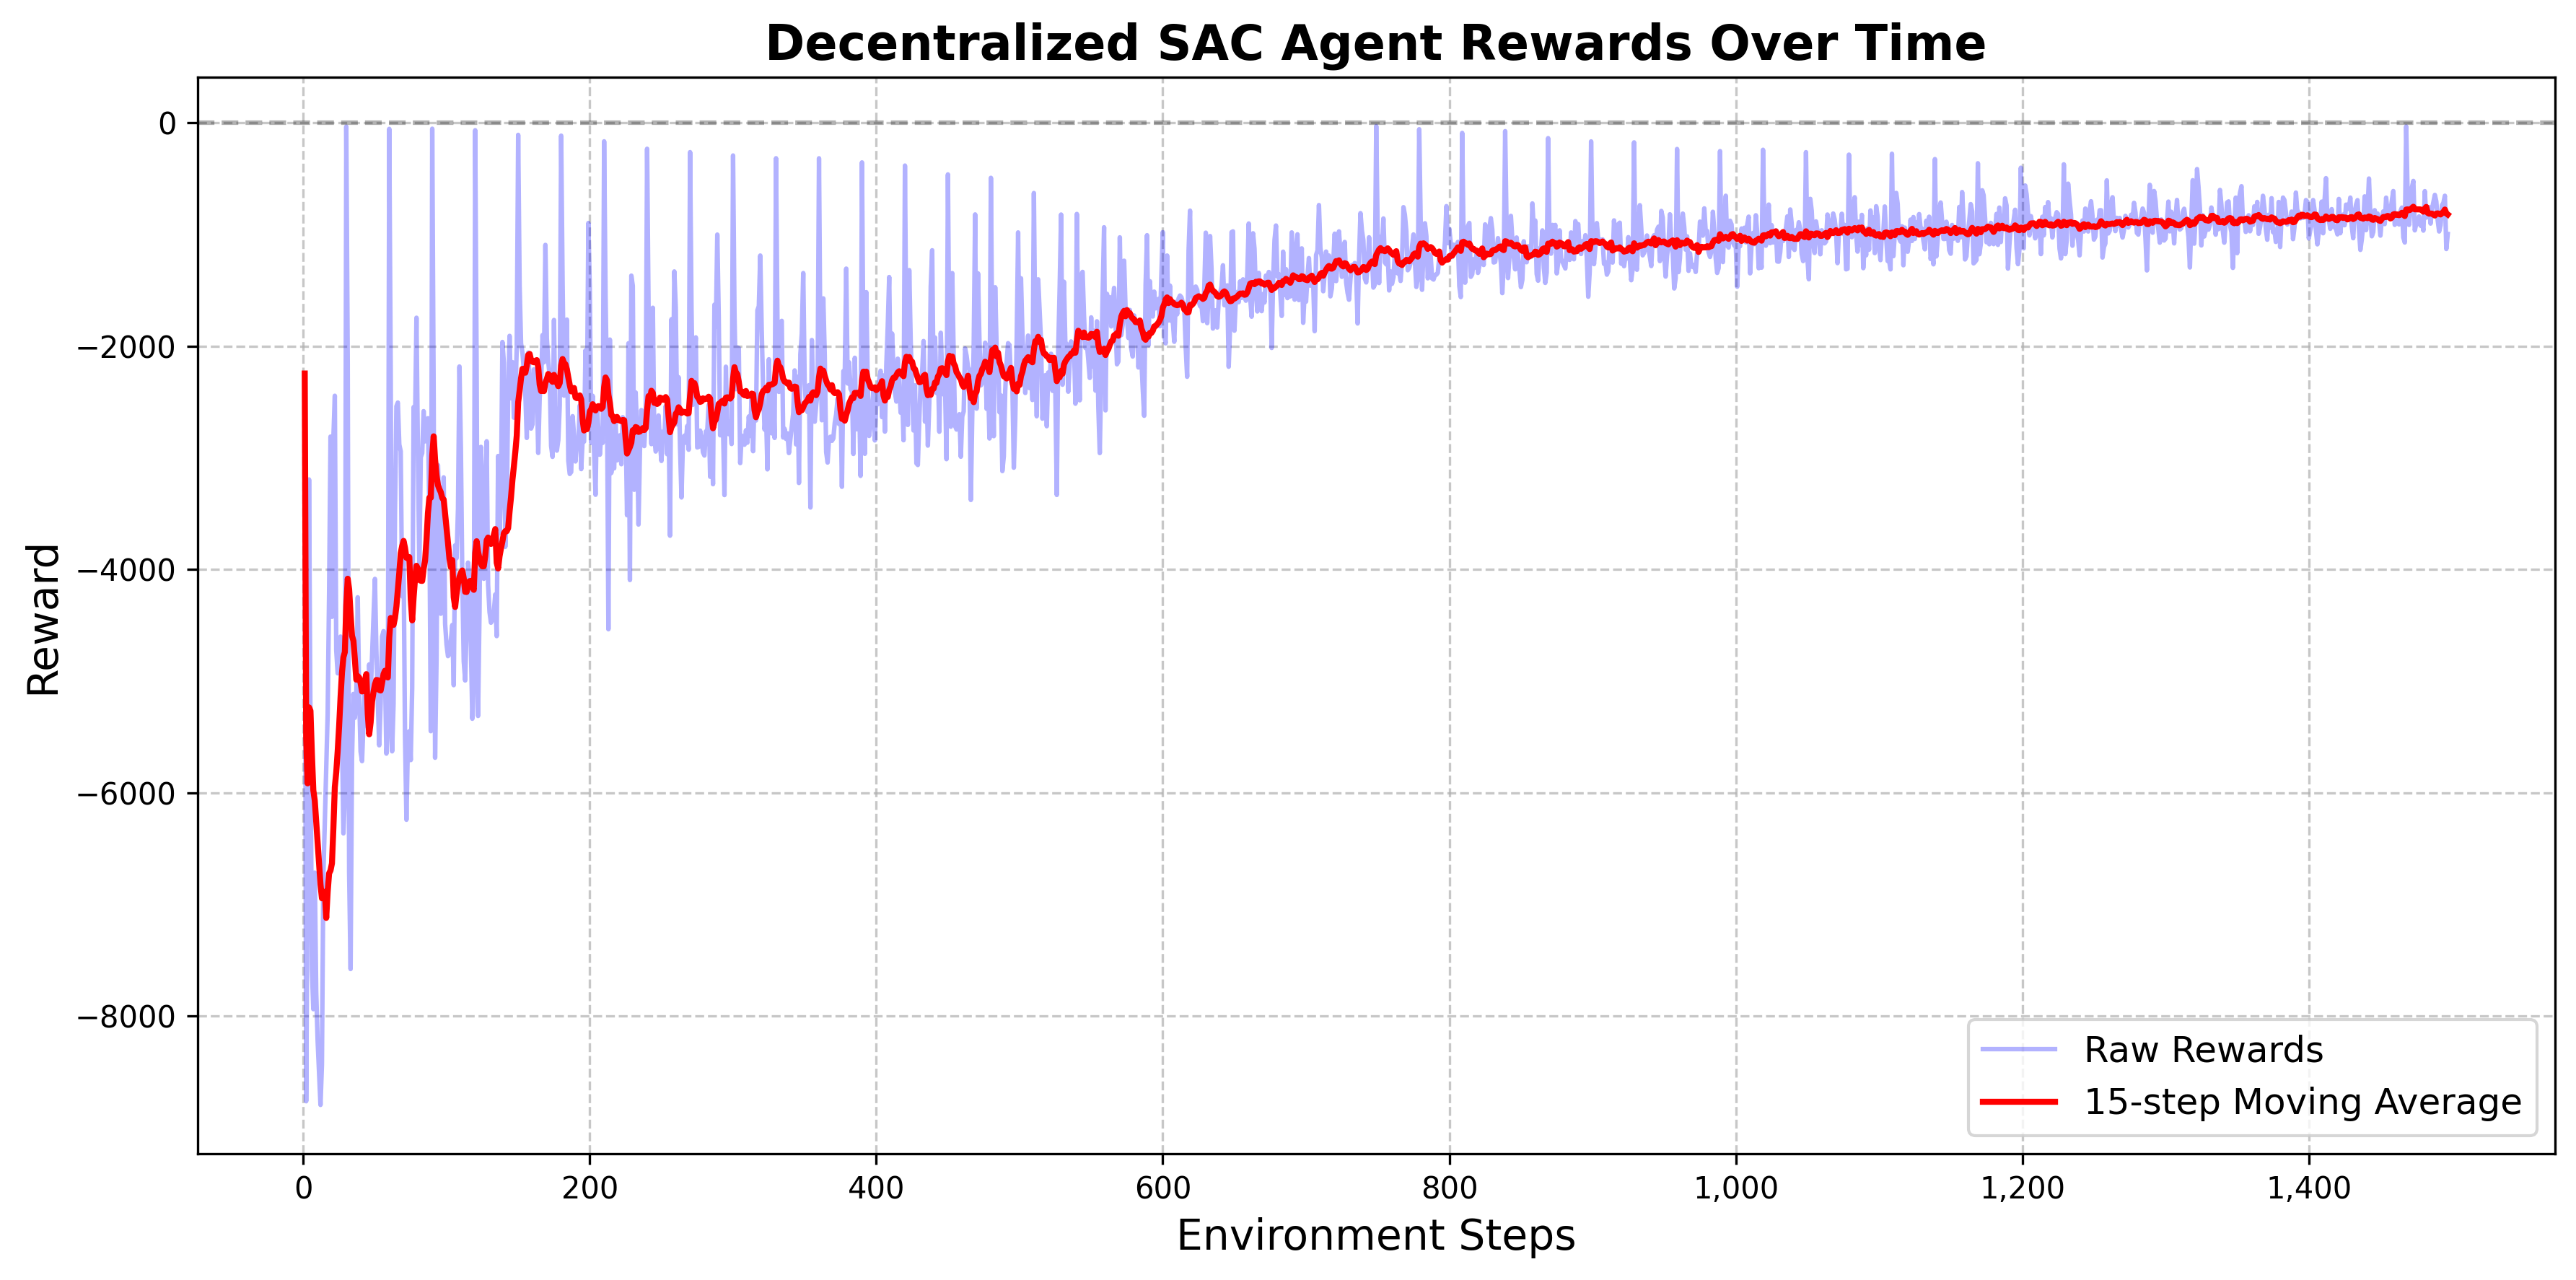 Decentralized SAC Agent Rewards Over Time
0
−2000
−4000
−6000
−8000
Reward
0 200 400 600 800 1,000 1,200 1,400
Environment Steps
Raw Rewards
15-step Moving Average